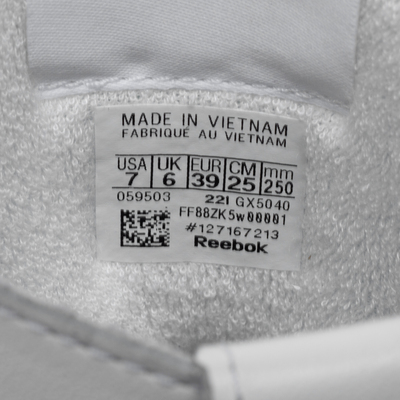 MADE IN VIETNAM
FABRIQUÉ AU VIETNAM
USA UK EUR CM mm
7 6 39 25 250
059503 22I GX5040
FF88ZK5w00001
#127167213
Reebok